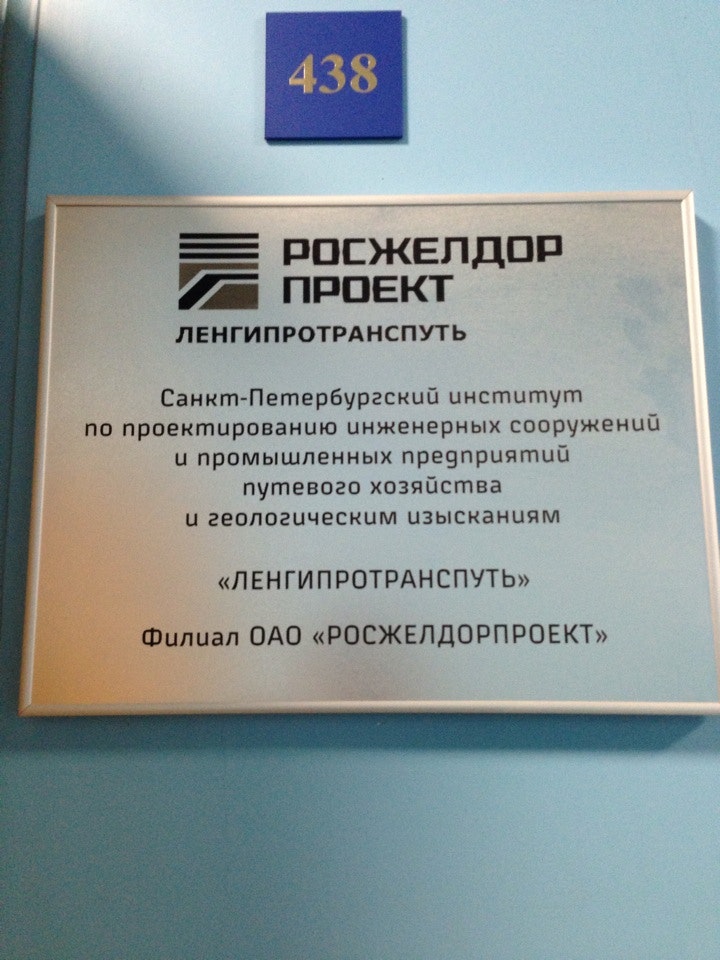 438
РОСЖЕЛДОР
ПРОЕКТ
ЛЕНГИПРОТРАНСПУТЬ
Санкт-Петербургский институт
по проектированию инженерных сооружений
и промышленных предприятий
путевого хозяйства
и геологическим изысканиям
«ЛЕНГИПРОТРАНСПУТЬ»
Филиал ОАО «РОСЖЕЛДОРПРОЕКТ»